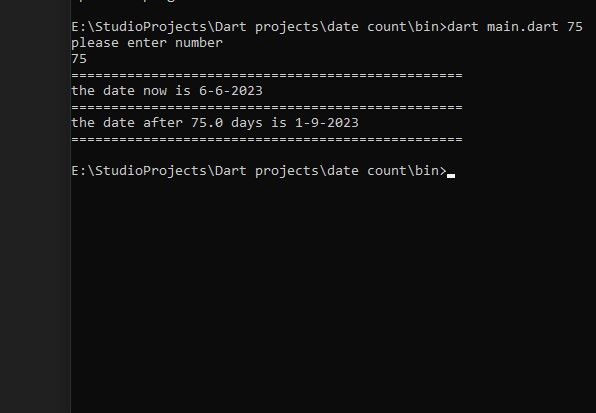 E:\StudioProjects\Dart projects\date count\bin>dart main.dart 75
please enter number
75
=================================================
the date now is 6-6-2023
=================================================
the date after 75.0 days is 1-9-2023
=================================================
E:\StudioProjects\Dart projects\date count\bin>